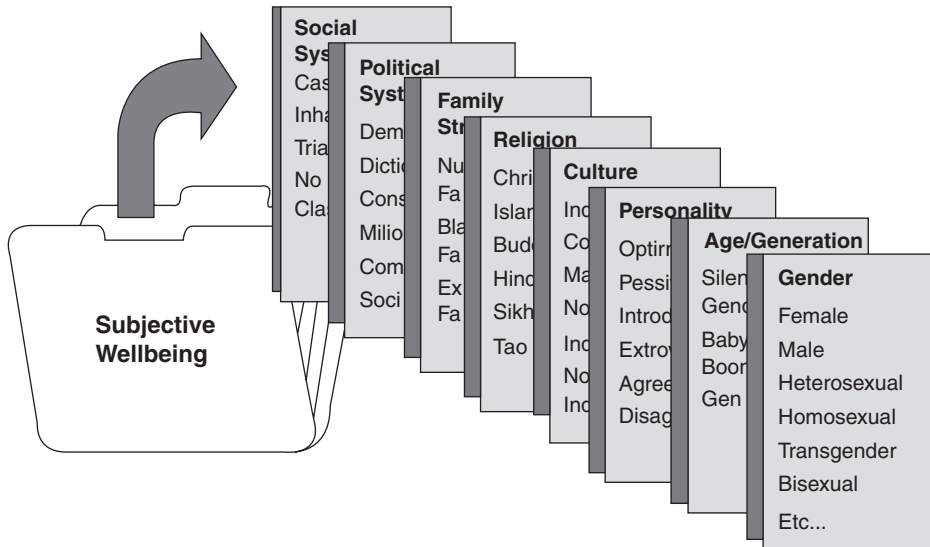 Subjective
Wellbeing
Social
Sys
Cas
Inha
Tria
No
Clas
Political
Syst
Dem
Dictio
Cons
Milio
Com
Soci
Family
Str
Nu
Fa
Bla
Fa
Ex
Fa
Religion
Chri
Islam
Budd
Hind
Sikh
Tao
Culture
Ind
Co
Ma
No
Ind
No
Ind
Personality
Optim
Pessi
Introd
Extrov
Agree
Disag
Age/Generation
Silen
Gend
Baby
Boom
Gen
Gender
Female
Male
Heterosexual
Homosexual
Transgender
Bisexual
Etc...